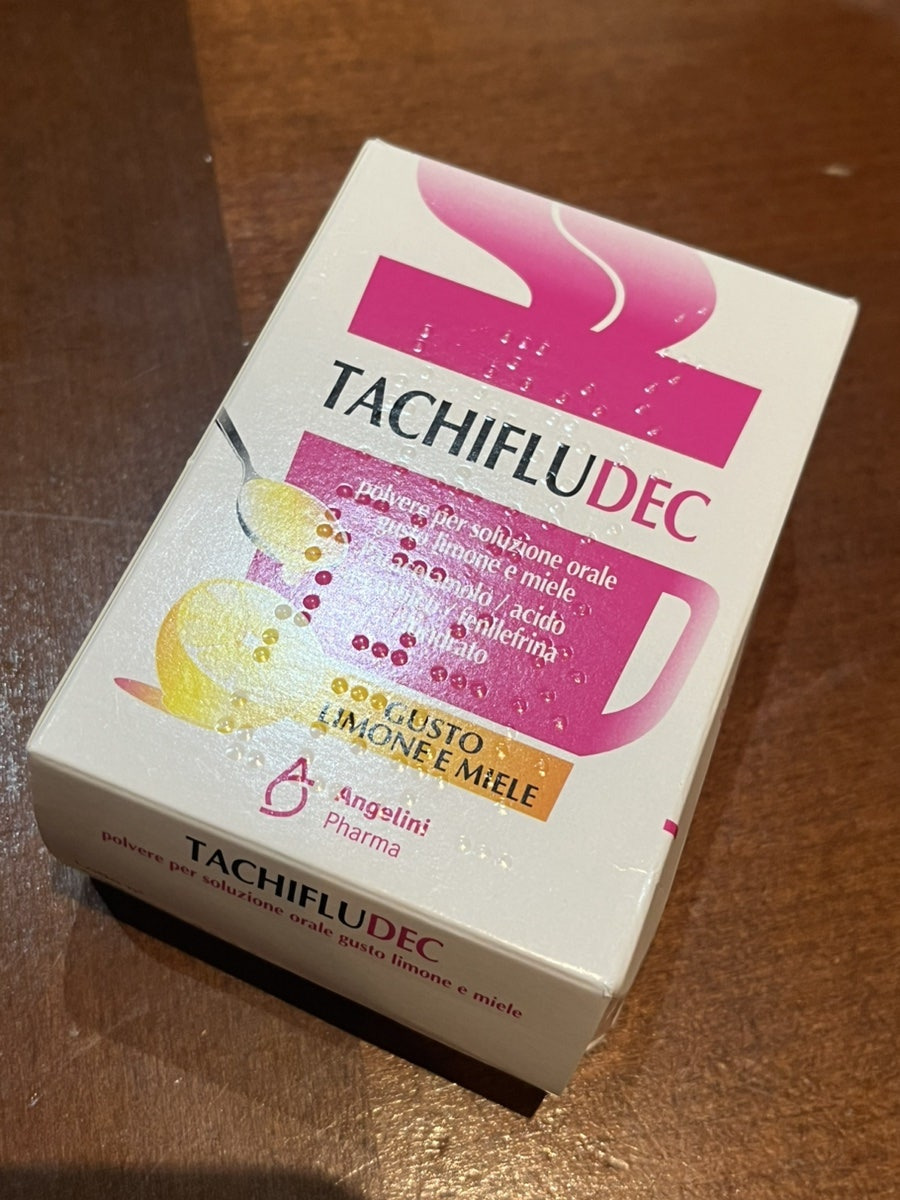 TACHIFLUDEC
polvere per soluzione orale
gusto limone e miele
/ acido
/ fenilefrina
GUSTO
LIMONE E MIELE
Angelini
Pharma
TACHIFLUDEC
polvere per soluzione orale gusto limone e miele